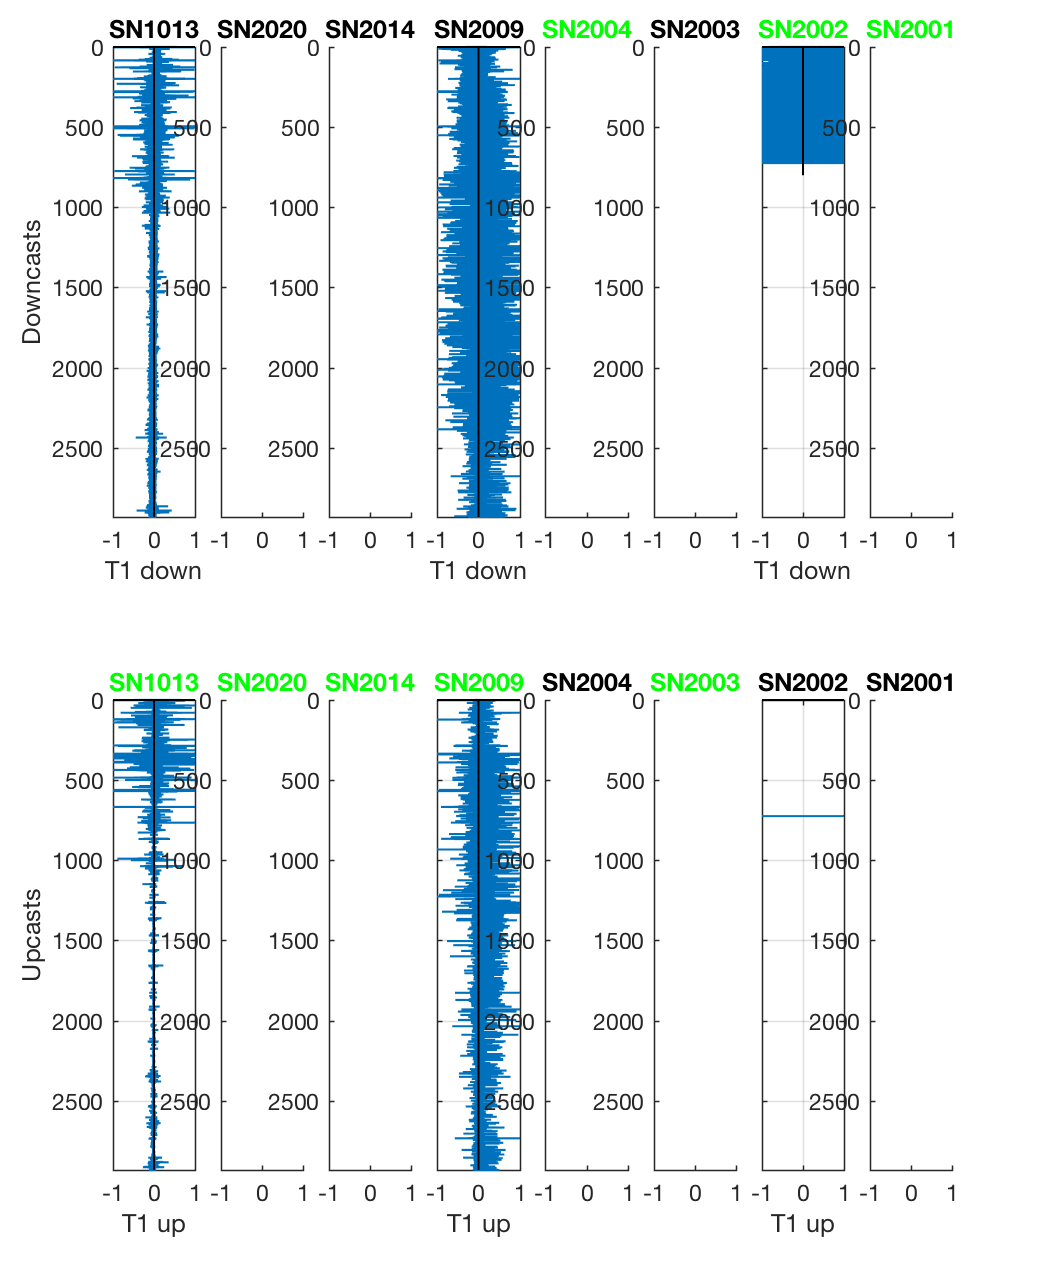 SN1013 SN2020 SN2014 SN2009 SN2004 SN2003 SN2002 SN2001
0 0 0 0 0 0 0 0
500 500 500 500 500 500 500 500
1000 1000 1000 1000 1000 1000 1000 1000
1500 1500 1500 1500 1500 1500 1500 1500
2000 2000 2000 2000 2000 2000 2000 2000
2500 2500 2500 2500 2500 2500 2500 2500
Downcasts
-1 0 1 -1 0 1 -1 0 1 -1 0 1 -1 0 1 -1 0 1 -1 0 1 -1 0 1
T1 down T1 down T1 down
SN1013 SN2020 SN2014 SN2009 SN2004 SN2003 SN2002 SN2001
0 0 0 0 0 0 0 0
500 500 500 500 500 500 500 500
1000 1000 1000 1000 1000 1000 1000 1000
1500 1500 1500 1500 1500 1500 1500 1500
2000 2000 2000 2000 2000 2000 2000 2000
2500 2500 2500 2500 2500 2500 2500 2500
Upcasts
-1 0 1 -1 0 1 -1 0 1 -1 0 1 -1 0 1 -1 0 1 -1 0 1 -1 0 1
T1 up T1 up T1 up